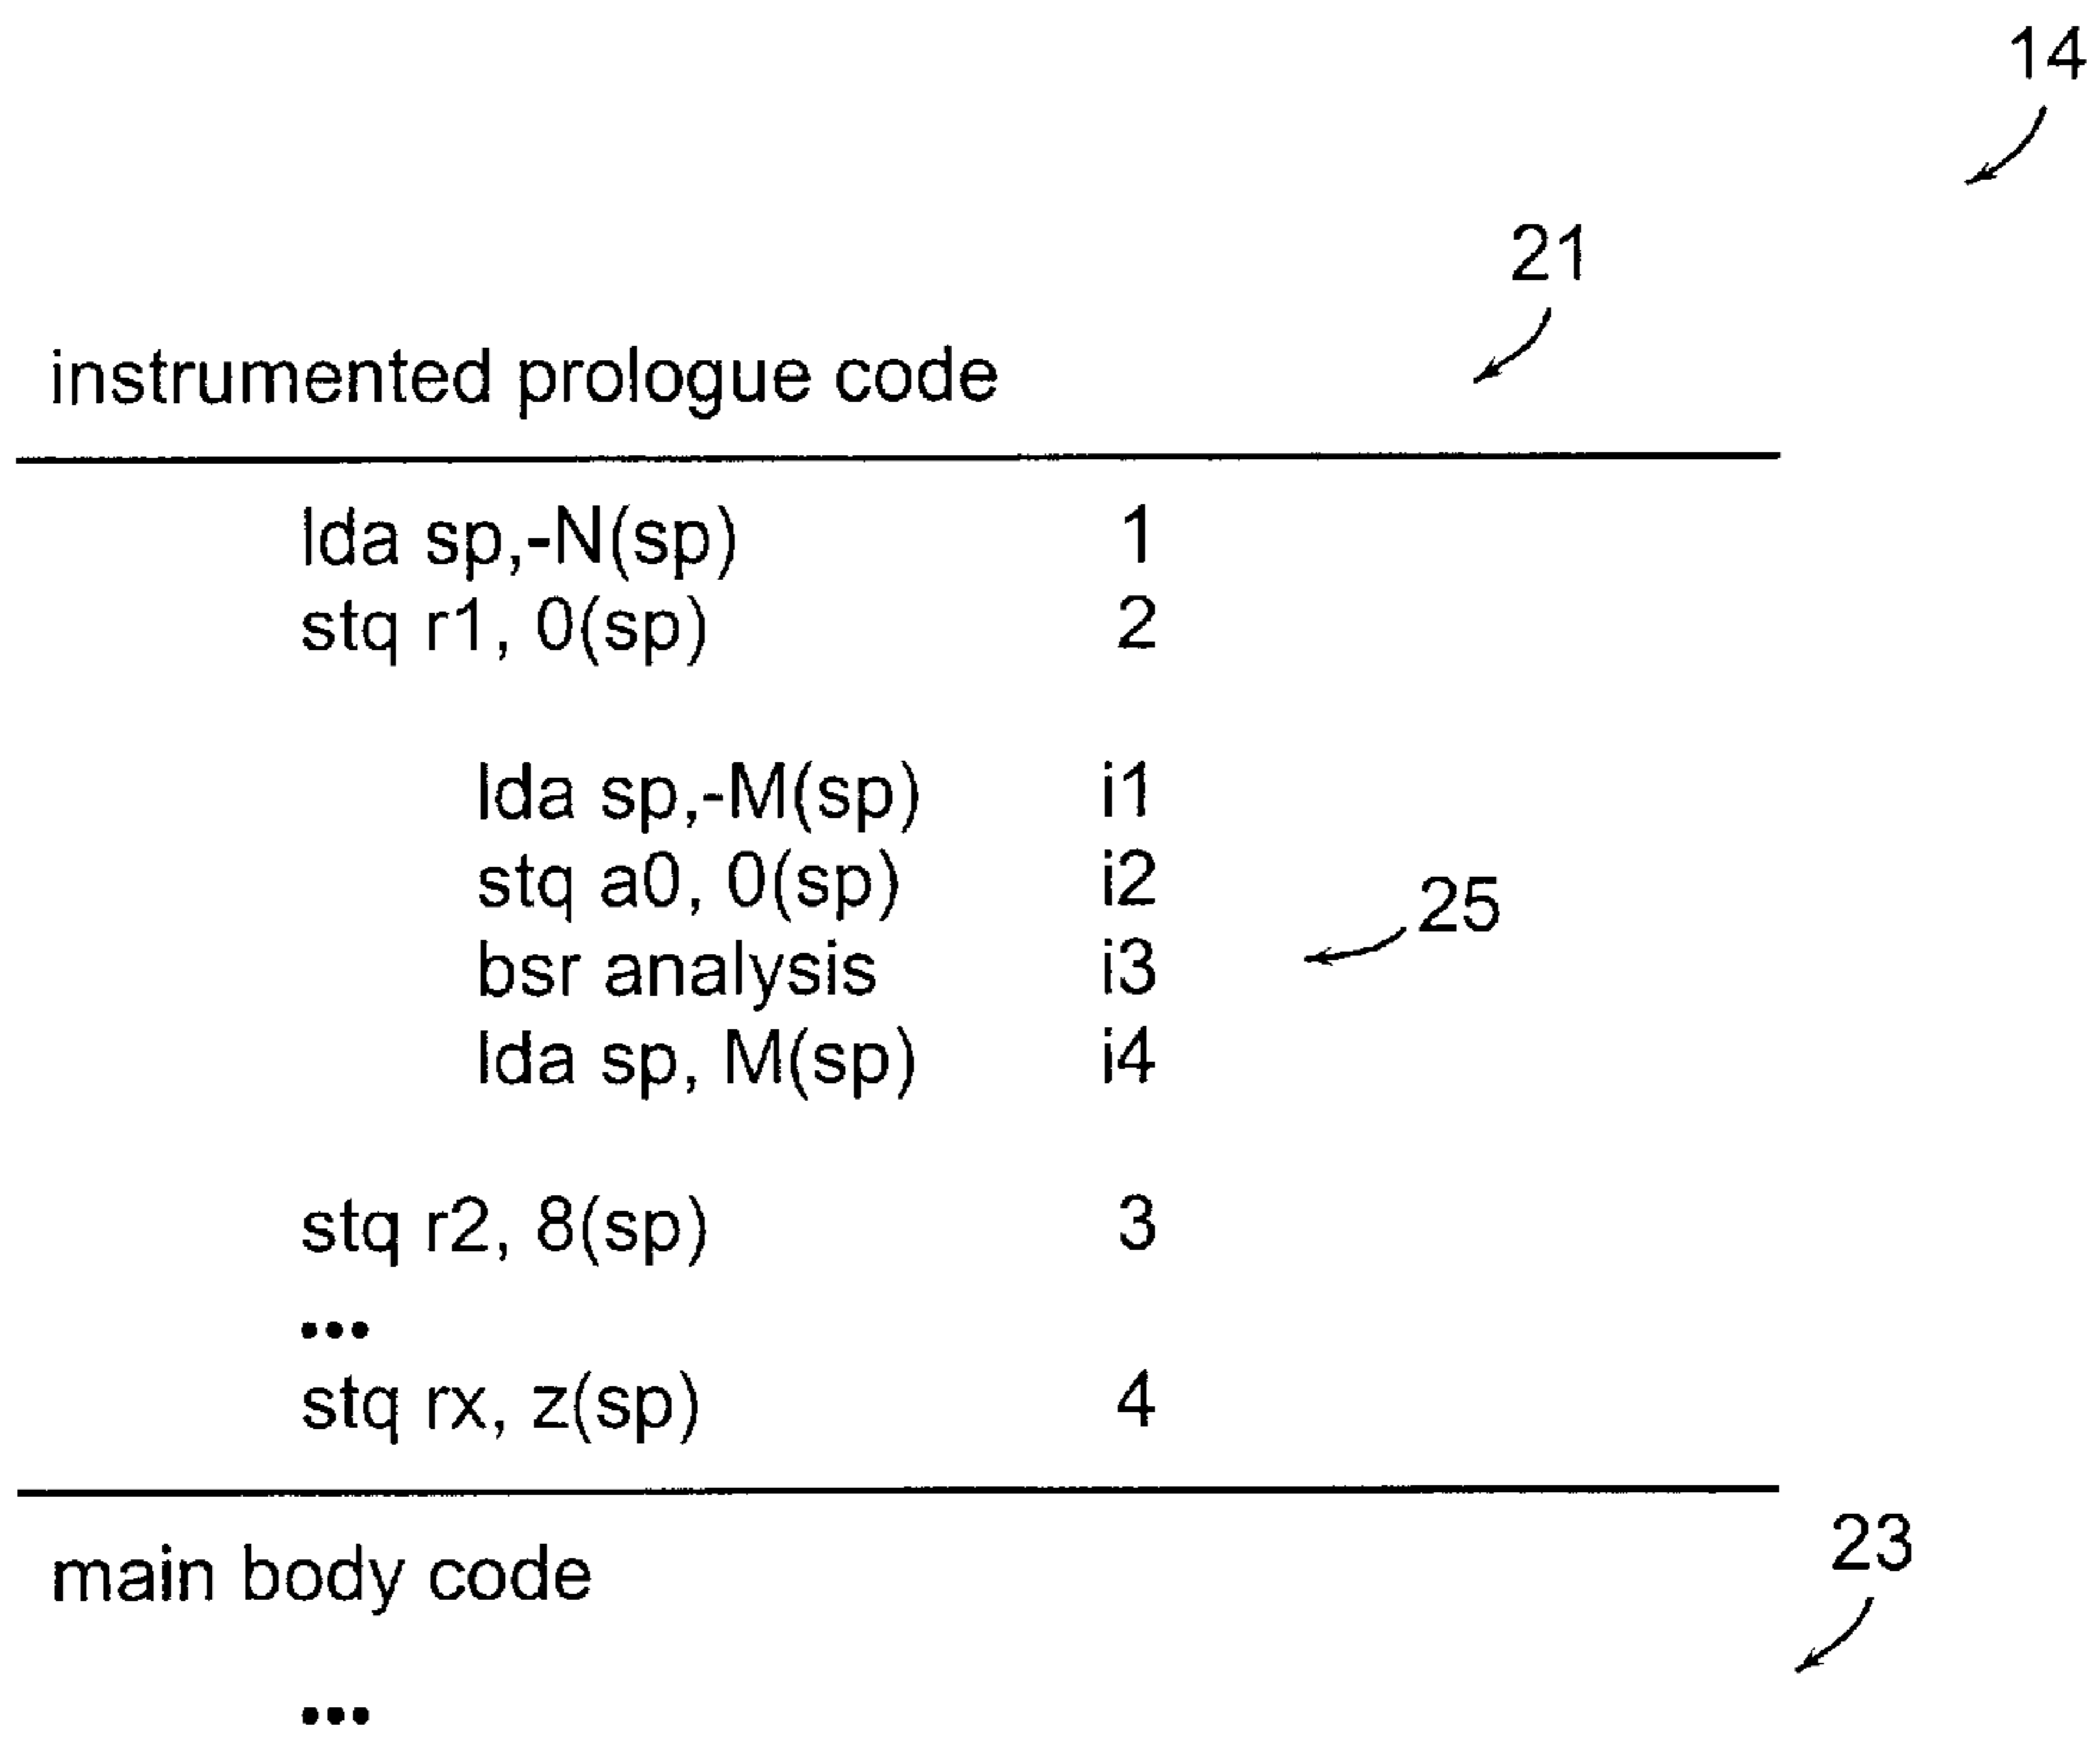 14
21
instrumented prologue code
lda sp,-N(sp) 1
stq r1, 0(sp) 2
lda sp,-M(sp) i1
stq a0, 0(sp) i2
25
bsr analysis i3
lda sp, M(sp) i4
stq r2, 8(sp) 3
•••
stq rx, z(sp) 4
23
main body code
•••